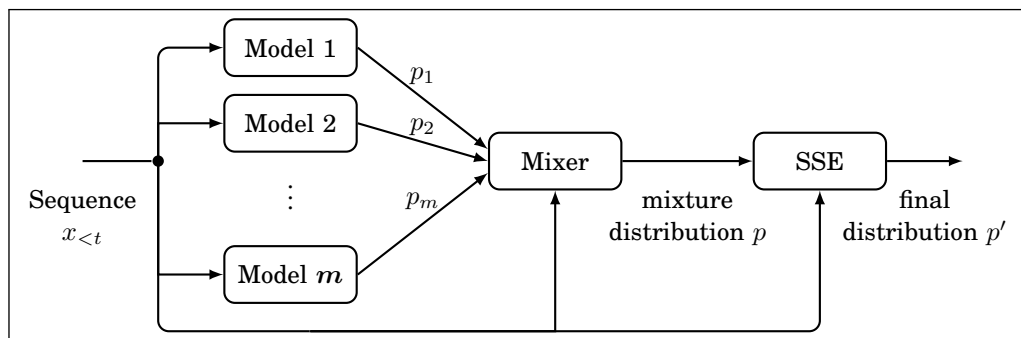 Model 1
p₁
Model 2
p₂
Mixer
SSE
Sequence
x<t
⋮
pₘ
mixture
distribution p
final
distribution p′
Model m